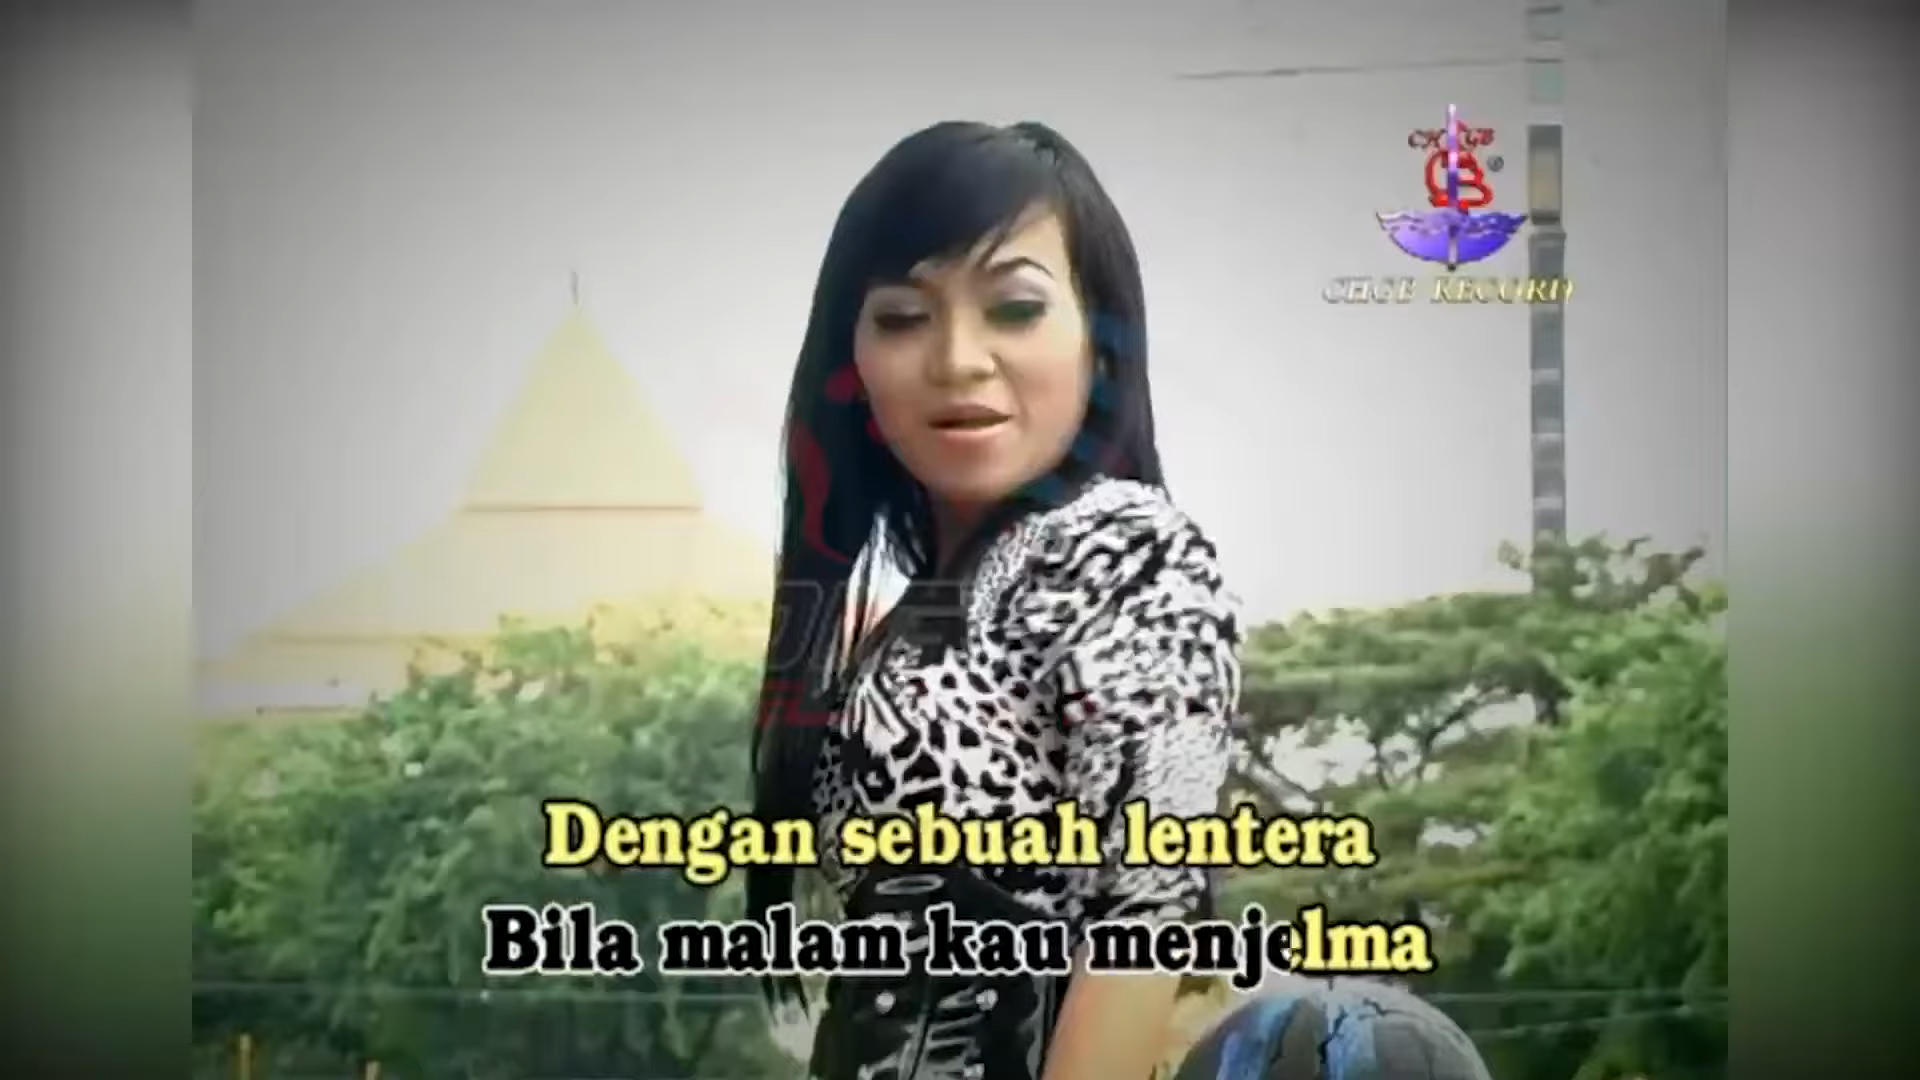 CHGB
CHGB RECORD
Dengan sebuah lentera
Bila malam kau menjelma